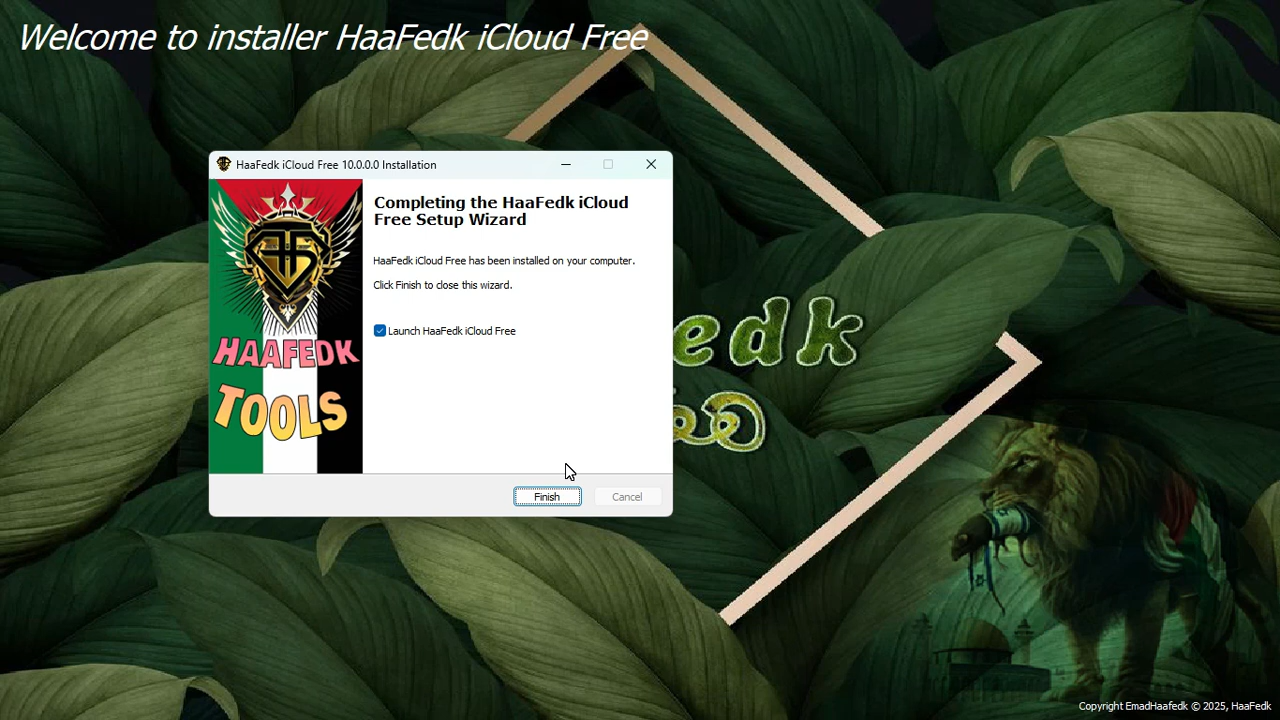 Welcome to installer HaaFedk iCloud Free
HaaFedk iCloud Free 10.0.0.0 Installation
Completing the HaaFedk iCloud
Free Setup Wizard
HaaFedk iCloud Free has been installed on your computer.
Click Finish to close this wizard.
Launch HaaFedk iCloud Free
HAAFEDK
TOOLS
edk
Finish
Cancel
Copyright EmadHaafedk © 2025, HaaFedk